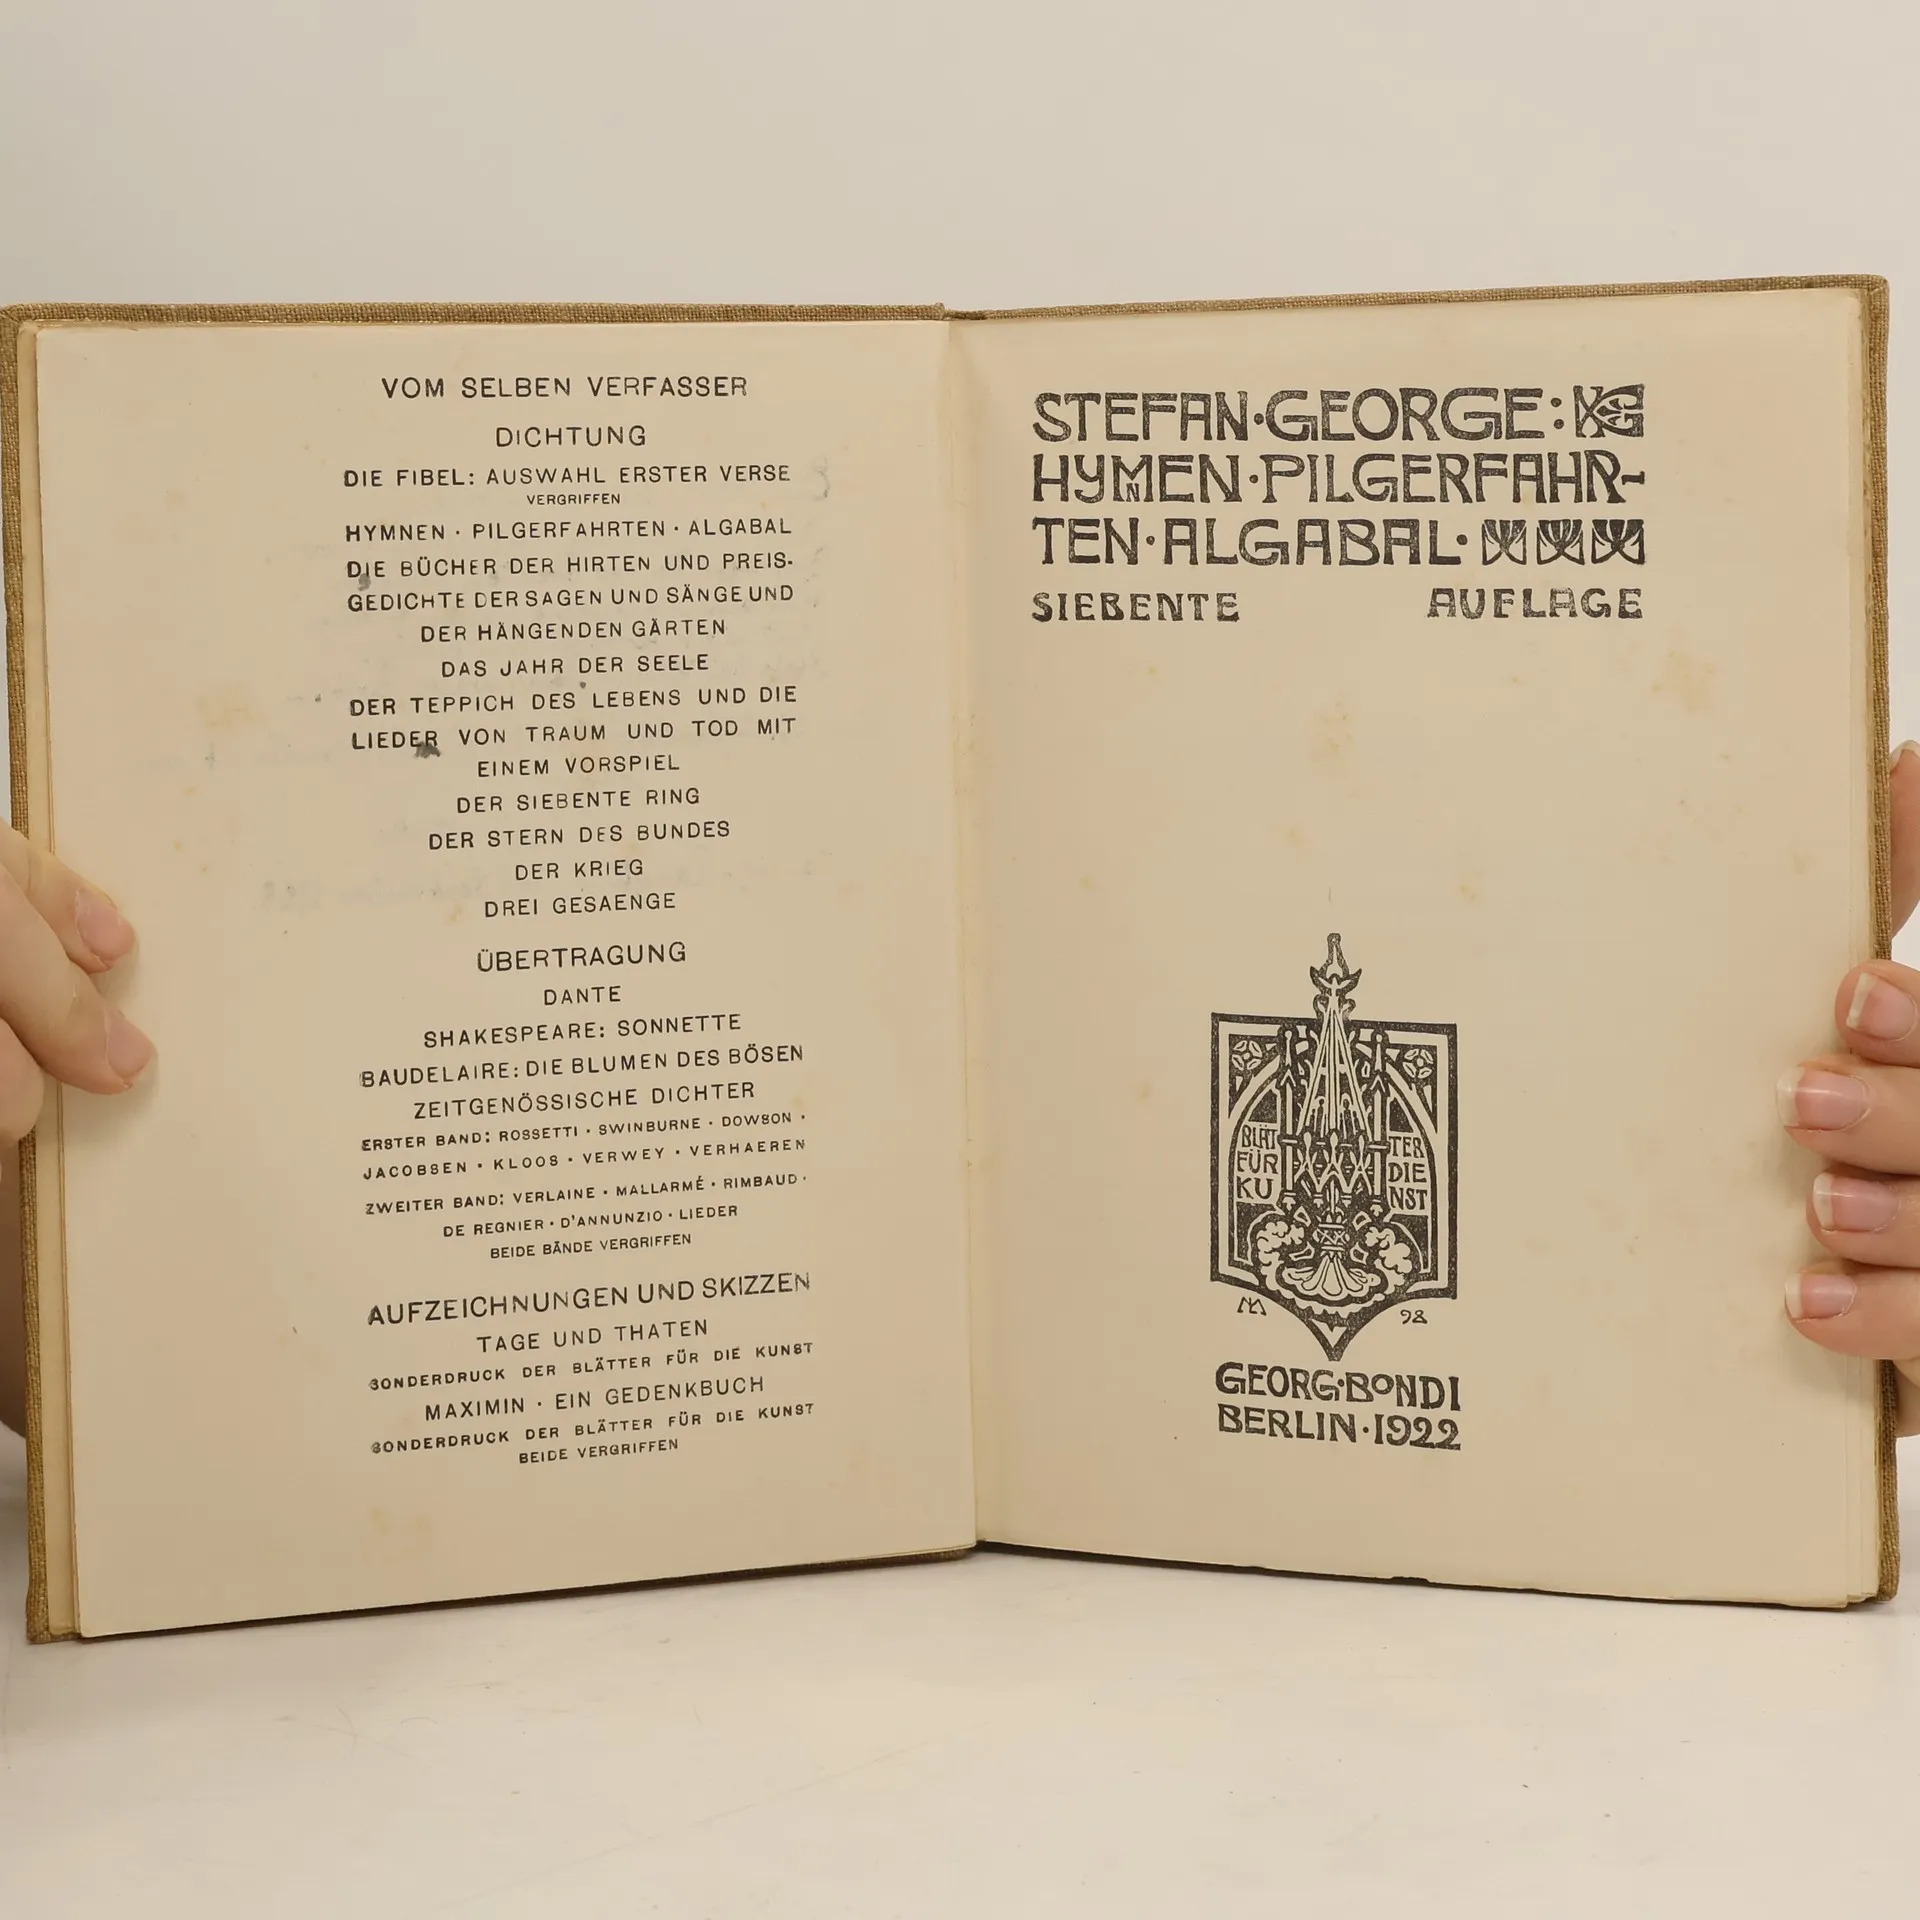 VOM SELBEN VERFASSER
DICHTUNG
DIE FIBEL: AUSWAHL ERSTER VERSE
VERGRIFFEN
HYMNEN · PILGERFAHRTEN · ALGABAL
DIE BÜCHER DER HIRTEN UND PREIS-
GEDICHTE DER SAGEN UND SÄNGE UND
DER HÄNGENDEN GÄRTEN
DAS JAHR DER SEELE
DER TEPPICH DES LEBENS UND DIE
LIEDER VON TRAUM UND TOD MIT
EINEM VORSPIEL
DER SIEBENTE RING
DER STERN DES BUNDES
DER KRIEG
DREI GESAENGE
ÜBERTRAGUNG
DANTE
SHAKESPEARE: SONNETTE
BAUDELAIRE: DIE BLUMEN DES BÖSEN
ZEITGENÖSSISCHE DICHTER
ERSTER BAND: ROSSETTI · SWINBURNE · DOWSON ·
JACOBSEN · KLOOS · VERWEY · VERHAEREN
ZWEITER BAND: VERLAINE · MALLARMÉ · RIMBAUD ·
DE REGNIER · D'ANNUNZIO · LIEDER
BEIDE BÄNDE VERGRIFFEN
AUFZEICHNUNGEN UND SKIZZEN
TAGE UND THATEN
SONDERDRUCK DER BLÄTTER FÜR DIE KUNST
MAXIMIN · EIN GEDENKBUCH
SONDERDRUCK DER BLÄTTER FÜR DIE KUNST
BEIDE VERGRIFFEN
STEFAN · GEORGE:
HYMNEN · PILGERFAHR-
TEN · ALGABAL ·
SIEBENTE AUFLAGE
BLÄT TER
FÜR DIE
KU NST
98
GEORG · BONDI
BERLIN · 1922